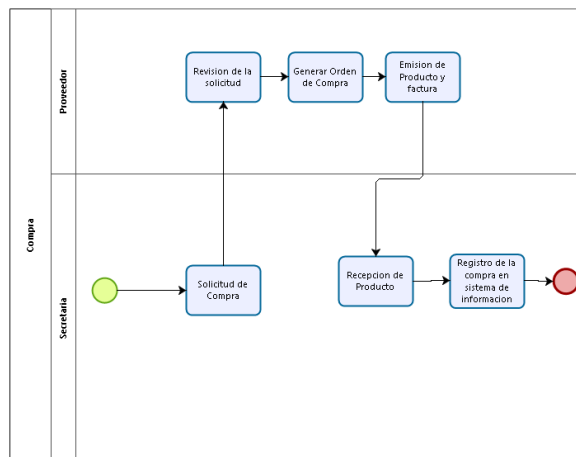 Compra
Proveedor
Revision de la
solicitud
Generar Orden
de Compra
Emision de
Producto y
factura
Secretaria
Solicitud de
Compra
Recepcion de
Producto
Registro de la
compra en
sistema de
informacion